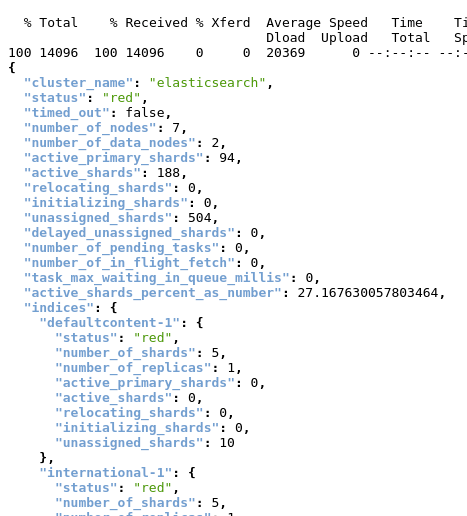 % Total    % Received % Xferd  Average Speed   Time    Ti
Dload  Upload   Total   Sp
100 14096  100 14096    0     0  20369      0 --:--:-- --:-
{
  "cluster_name": "elasticsearch",
  "status": "red",
  "timed_out": false,
  "number_of_nodes": 7,
  "number_of_data_nodes": 2,
  "active_primary_shards": 94,
  "active_shards": 188,
  "relocating_shards": 0,
  "initializing_shards": 0,
  "unassigned_shards": 504,
  "delayed_unassigned_shards": 0,
  "number_of_pending_tasks": 0,
  "number_of_in_flight_fetch": 0,
  "task_max_waiting_in_queue_millis": 0,
  "active_shards_percent_as_number": 27.167630057803464,
  "indices": {
    "defaultcontent-1": {
      "status": "red",
      "number_of_shards": 5,
      "number_of_replicas": 1,
      "active_primary_shards": 0,
      "active_shards": 0,
      "relocating_shards": 0,
      "initializing_shards": 0,
      "unassigned_shards": 10
    },
    "international-1": {
      "status": "red",
      "number_of_shards": 5,
      "number_of_replicas": 1